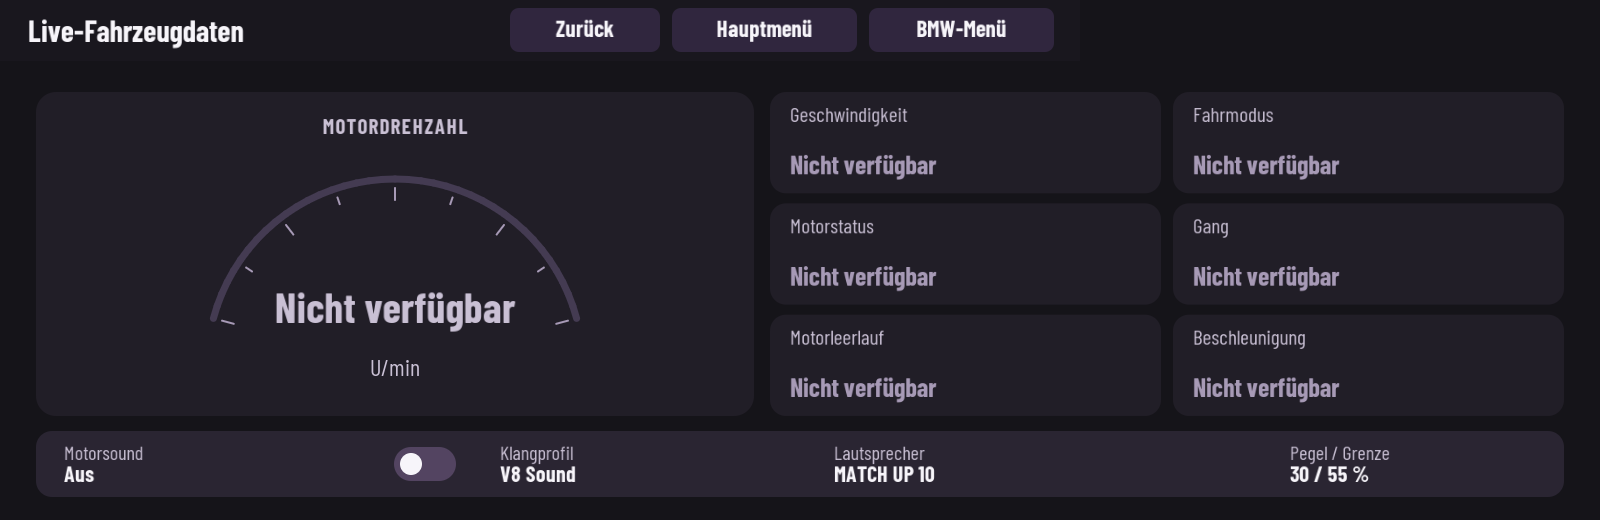 Live-Fahrzeugdaten
Zurück
Hauptmenü
BMW-Menü
MOTORDREHZAHL
Nicht verfügbar
U/min
Geschwindigkeit
Nicht verfügbar
Fahrmodus
Nicht verfügbar
Motorstatus
Nicht verfügbar
Gang
Nicht verfügbar
Motorleerlauf
Nicht verfügbar
Beschleunigung
Nicht verfügbar
Motorsound
Aus
Klangprofil
V8 Sound
Lautsprecher
MATCH UP 10
Pegel / Grenze
30 / 55 %